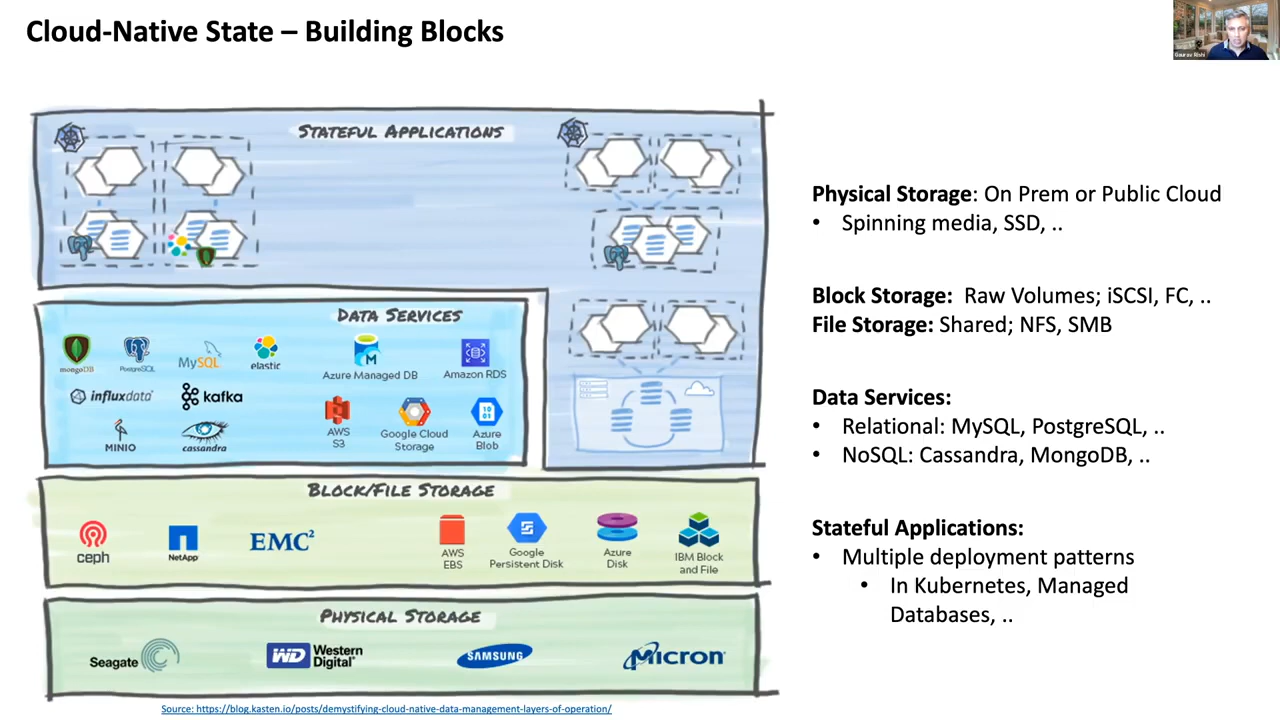 Cloud-Native State – Building Blocks
Gaurav Rishi
STATEFUL APPLICATIONS
DATA SERVICES
mongoDB
PostgreSQL
MySQL
elastic
Azure Managed DB
Amazon RDS
influxdata
kafka
AWS
S3
Google Cloud
Storage
10
01
Azure
Blob
MINIO
cassandra
BLOCK/FILE STORAGE
ceph
NetApp
EMC²
AWS
EBS
Google
Persistent Disk
Azure
Disk
IBM Block
and File
PHYSICAL STORAGE
Seagate
WD Western
Digital®
SAMSUNG
Micron
Source: https://blog.kasten.io/posts/demystifying-cloud-native-data-management-layers-of-operation/
Physical Storage: On Prem or Public Cloud
• Spinning media, SSD, ..
Block Storage: Raw Volumes; iSCSI, FC, ..
File Storage: Shared; NFS, SMB
Data Services:
• Relational: MySQL, PostgreSQL, ..
• NoSQL: Cassandra, MongoDB, ..
Stateful Applications:
• Multiple deployment patterns
• In Kubernetes, Managed
Databases, ..